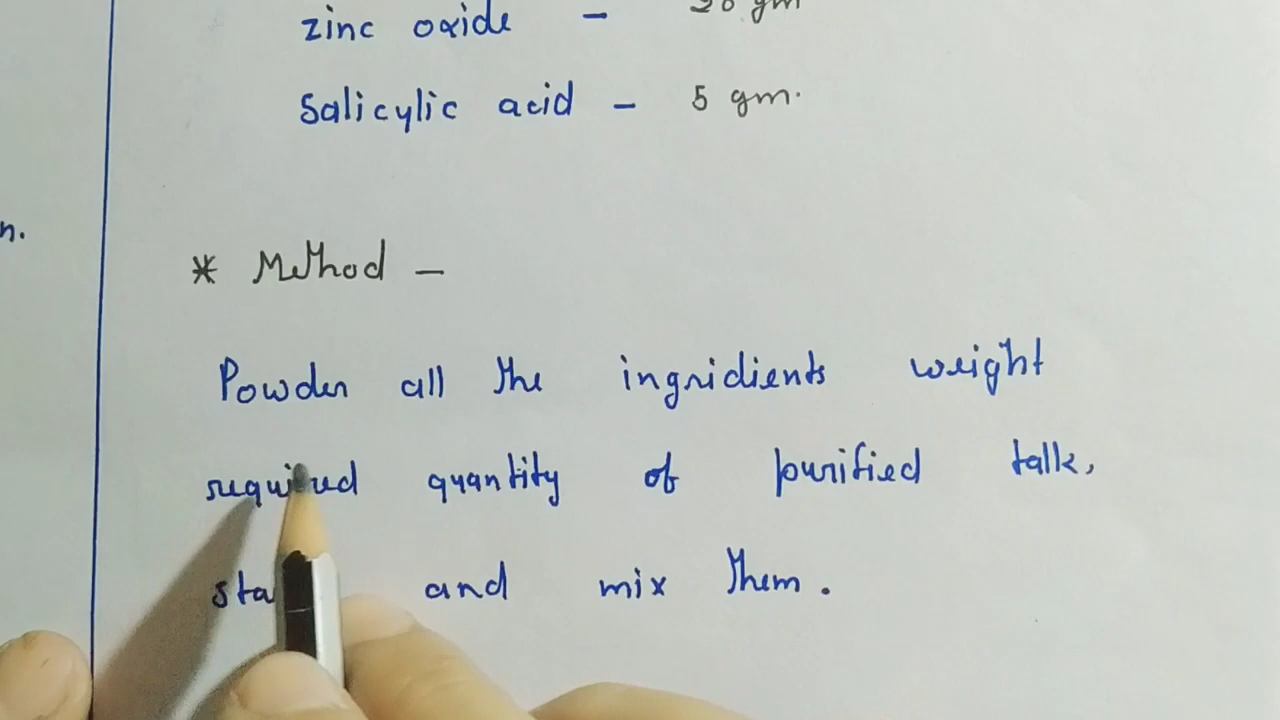 zinc oxide - gm
Salicylic acid - 5 gm.
n.
* Method -
Powder all the ingridients weight
required quantity of purified talk,
and mix them.